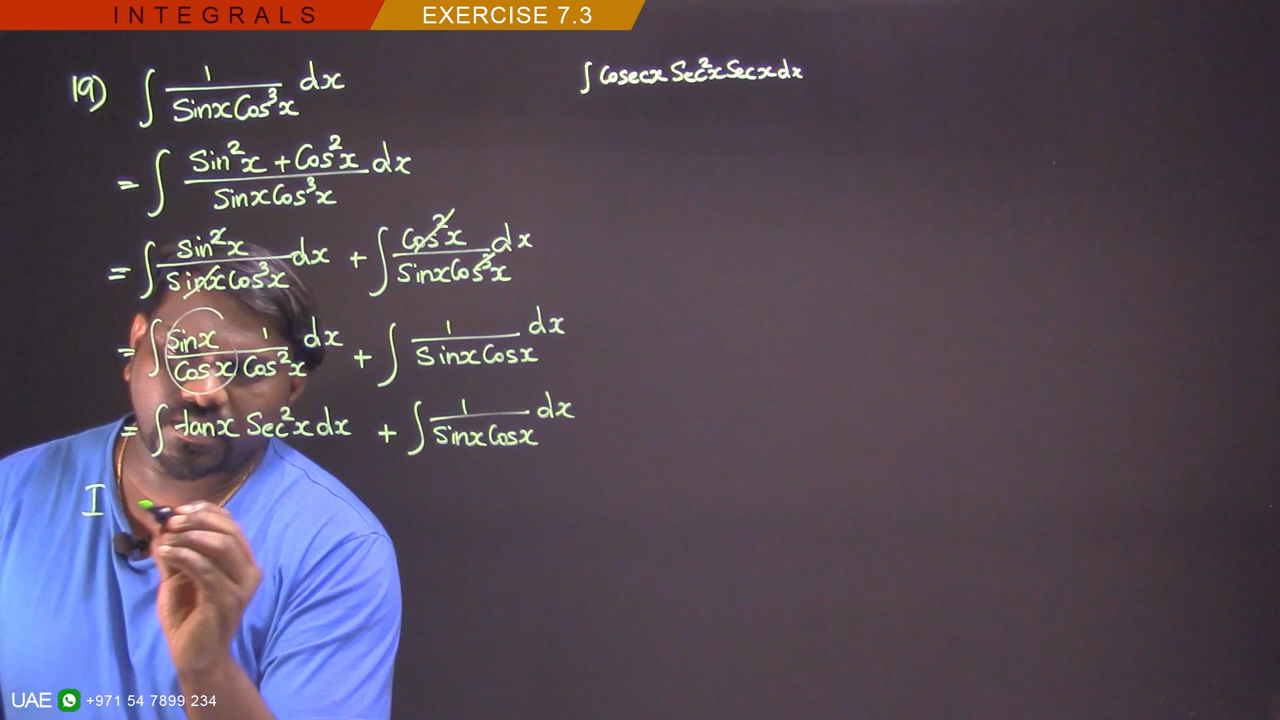 INTEGRALS EXERCISE 7.3
19) ∫ 1/(Sinx Cos³x) dx
∫ Cosecx Sec²x Secx dx
= ∫ (Sin²x + Cos²x)/(Sinx Cos³x) dx
= ∫ Sin²x/(Sinx Cos³x) dx + ∫ Cos²x/(Sinx Cos³x) dx
= ∫ Sinx/Cosx 1/Cos²x dx + ∫ 1/(Sinx Cosx) dx
= ∫ tanx Sec²x dx + ∫ 1/(Sinx Cosx) dx
I
UAE +971 54 7899 234